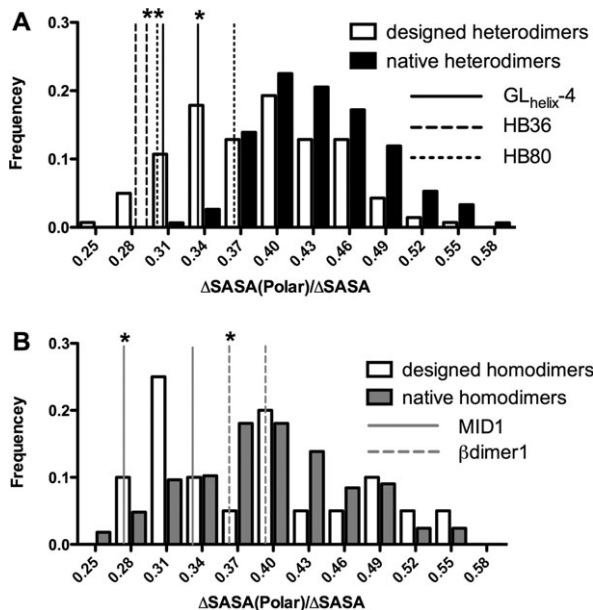 A
**
*
0.3
0.2
0.1
0.0
Frequencey
designed heterodimers
native heterodimers
GLhelix-4
HB36
HB80
0.25 0.28 0.31 0.34 0.37 0.40 0.43 0.46 0.49 0.52 0.55 0.58
ΔSASA(Polar)/ΔSASA
B
*
*
0.3
0.2
0.1
0.0
Frequencey
designed homodimers
native homodimers
MID1
βdimer1
0.25 0.28 0.31 0.34 0.37 0.40 0.43 0.46 0.49 0.52 0.55 0.58
ΔSASA(Polar)/ΔSASA